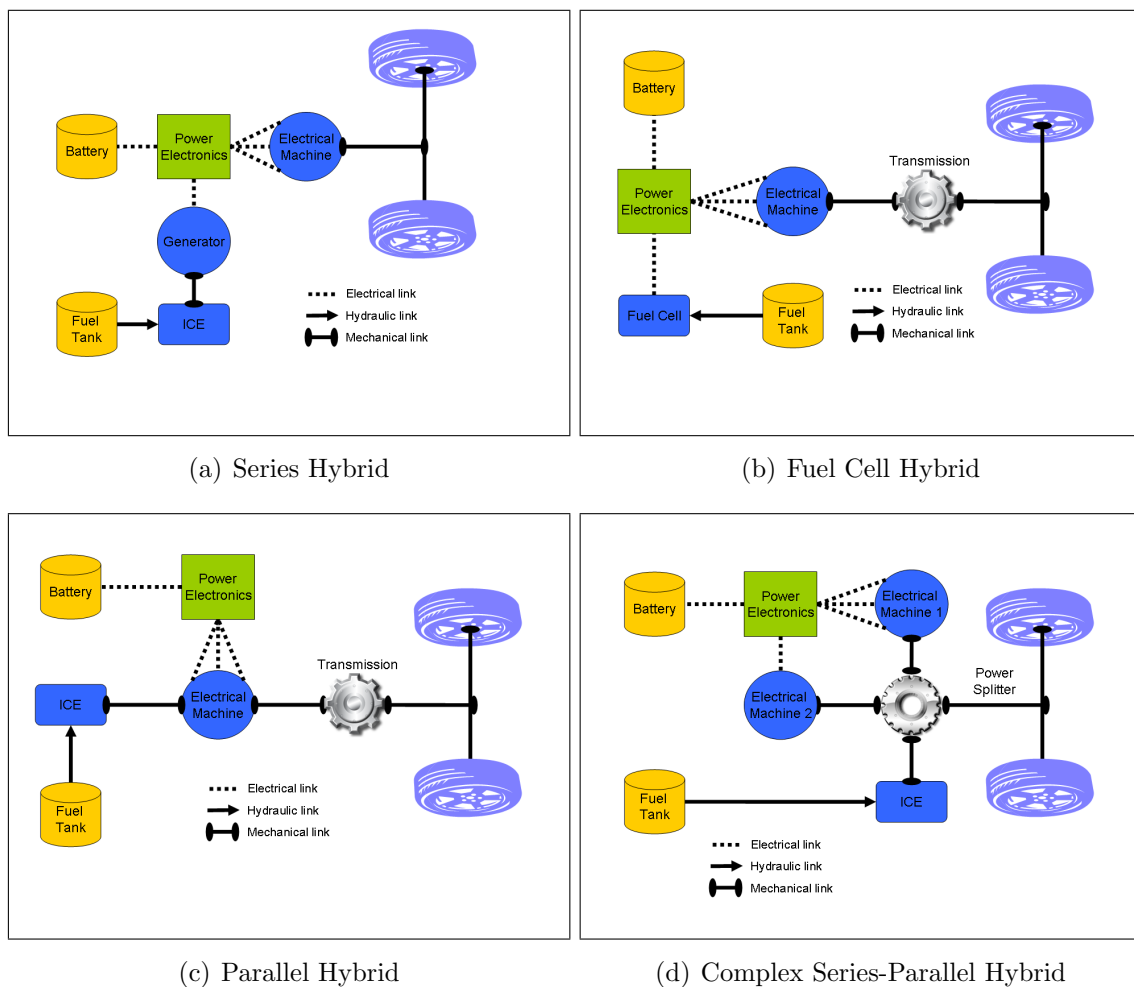 Battery
Power
Electronics
Electrical
Machine
Generator
Fuel
Tank
ICE
Electrical link
Hydraulic link
Mechanical link
(a) Series Hybrid
Battery
Power
Electronics
Electrical
Machine
Transmission
Fuel Cell
Fuel
Tank
Electrical link
Hydraulic link
Mechanical link
(b) Fuel Cell Hybrid
Battery
Power
Electronics
ICE
Electrical
Machine
Transmission
Fuel
Tank
Electrical link
Hydraulic link
Mechanical link
(c) Parallel Hybrid
Battery
Power
Electronics
Electrical
Machine 1
Electrical
Machine 2
Power
Splitter
Fuel
Tank
ICE
Electrical link
Hydraulic link
Mechanical link
(d) Complex Series-Parallel Hybrid